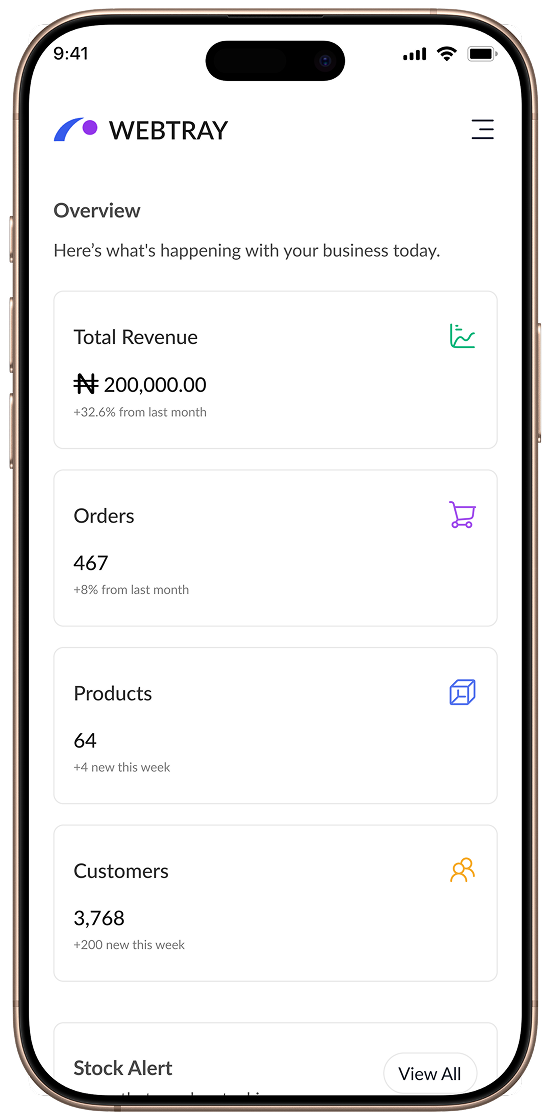 9:41
WEBTRAY
Overview
Here’s what's happening with your business today.
Total Revenue
₦ 200,000.00
+32.6% from last month
Orders
467
+8% from last month
Products
64
+4 new this week
Customers
3,768
+200 new this week
Stock Alert
View All